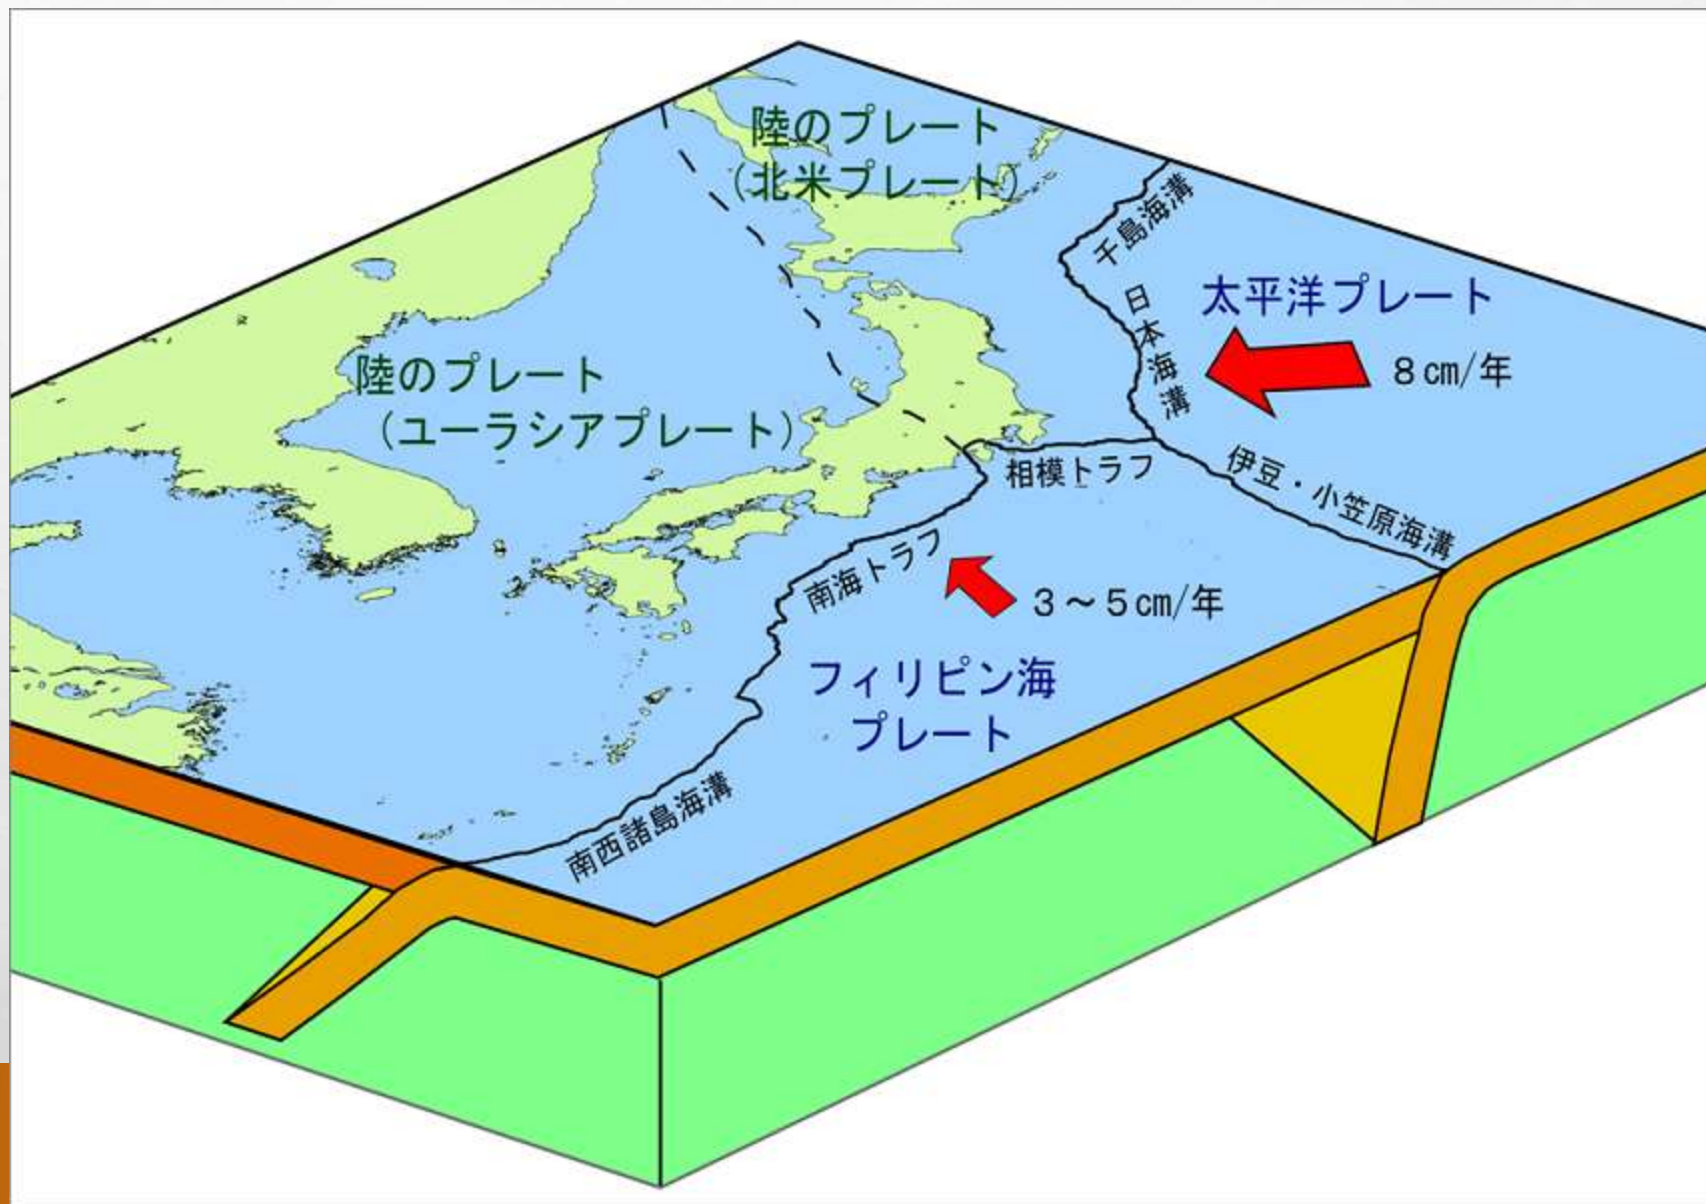 陸のプレート
（北米プレート）
千島海溝
日本海溝
太平洋プレート
8cm/年
陸のプレート
（ユーラシアプレート）
相模トラフ
伊豆・小笠原海溝
南海トラフ
3～5cm/年
フィリピン海
プレート
南西諸島海溝